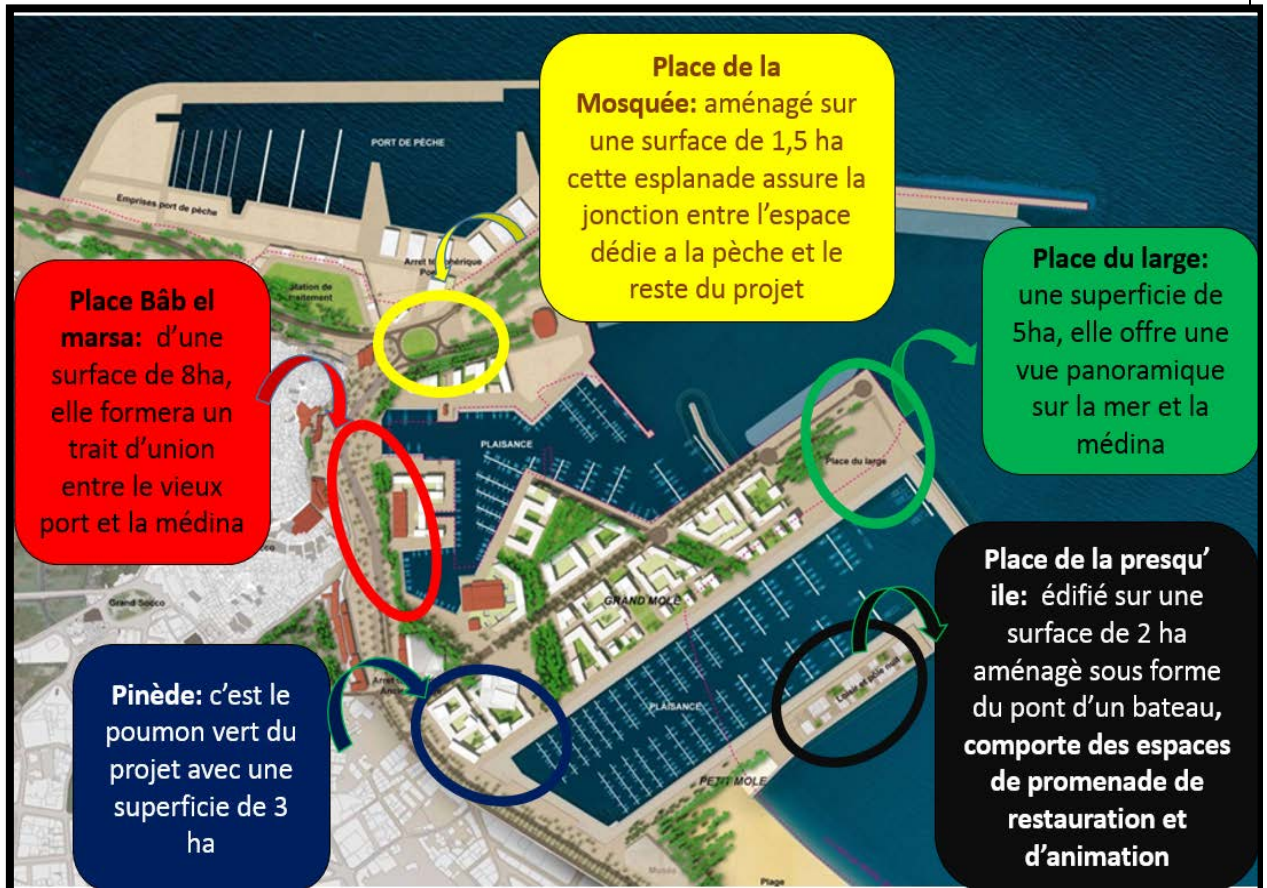 Place de la
Mosquée: aménagé sur
une surface de 1,5 ha
cette esplanade assure la
jonction entre l'espace
dédie a la pèche et le
reste du projet
PORT DE PÈCHE
Emprises port de pèche
Place Bâb el
marsa: d'une
surface de 8ha,
elle formera un
trait d'union
entre le vieux
port et la médina
Place du large:
une superficie de
5ha, elle offre une
vue panoramique
sur la mer et la
médina
PLAISANCE
Place du large
Grand Socco
GRAND MOLE
Place de la presqu'
ile: édifié sur une
surface de 2 ha
aménagè sous forme
du pont d'un bateau,
comporte des espaces
de promenade de
restauration et
d'animation
Pinède: c'est le
poumon vert du
projet avec une
superficie de 3
ha
PLAISANCE
PETIT MOLE
Musée
Plage